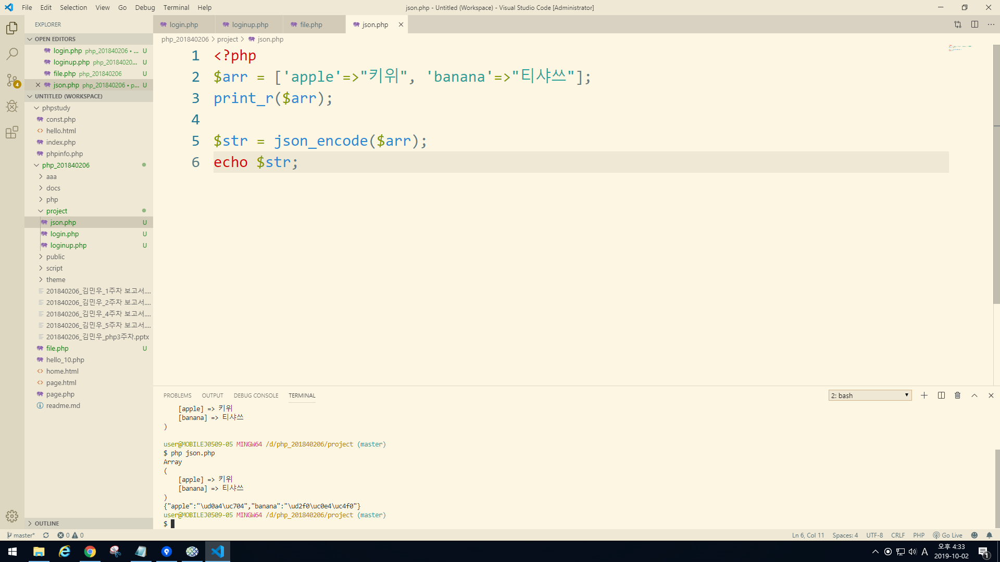 File Edit Selection View Go Debug Terminal Help
json.php - Untitled (Workspace) - Visual Studio Code [Administrator]
EXPLORER
login.php
loginup.php
file.php
json.php
OPEN EDITORS
php_201840206 > project > json.php
login.php php_201840206 • ... U
loginup.php php_20184020... U
file.php php_201840206 U
json.php php_201840206 • p... U
4
UNTITLED (WORKSPACE)
phpstudy
const.php
hello.html
index.php
phpinfo.php
php_201840206
aaa
docs
php
project
json.php U
login.php U
loginup.php U
public
script
theme
201840206_김민우_1주차 보고서....
201840206_김민우_2주차 보고서....
201840206_김민우_4주차 보고서....
201840206_김민우_5주차 보고서....
201840206_김민우_php3주차.pptx
file.php U
hello_10.php
home.html
page.html
page.php
readme.md
OUTLINE
1 <?php
2 $arr = ['apple'=>"키위", 'banana'=>"티샤쓰"];
3 print_r($arr);
4
5 $str = json_encode($arr);
6 echo $str;
PROBLEMS OUTPUT DEBUG CONSOLE TERMINAL
2: bash
[apple] => 키위
[banana] => 티샤쓰
)
user@MOBILEJ0509-05 MINGW64 /d/php_201840206/project (master)
$ php json.php
Array
(
[apple] => 키위
[banana] => 티샤쓰
)
{"apple":"\ud0a4\uc704","banana":"\ud2f0\uc0e4\uc4f0"}
user@MOBILEJ0509-05 MINGW64 /d/php_201840206/project (master)
$
master* 0 0
Ln 6, Col 11 Spaces: 4 UTF-8 CRLF PHP Go Live
A
오후 4:33
2019-10-02
1